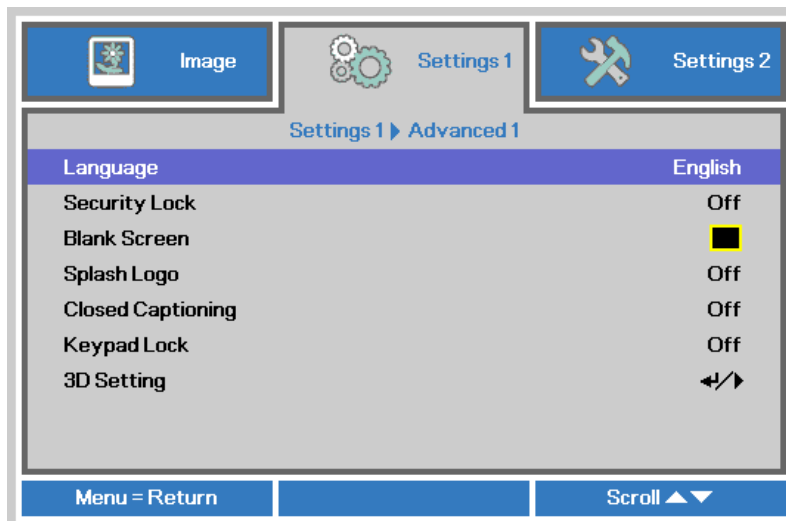 Image Settings 1 Settings 2
Settings 1 ▶ Advanced 1
Language English
Security Lock Off
Blank Screen
Splash Logo Off
Closed Captioning Off
Keypad Lock Off
3D Setting ↵/▶
Menu = Return Scroll ▲▼